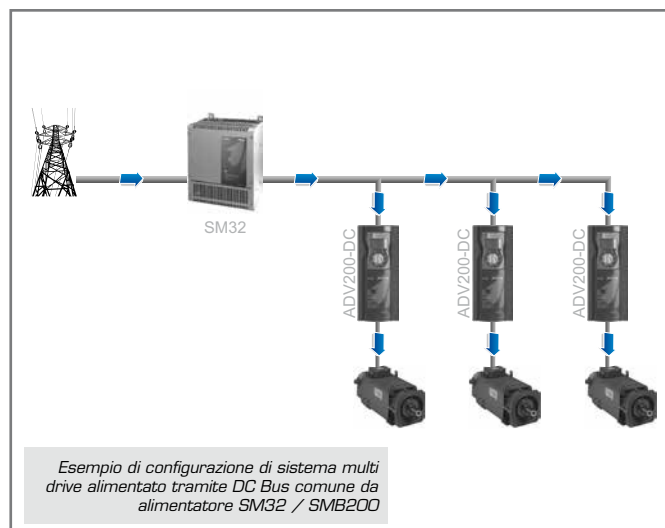 SM32
ADV200-DC
ADV200-DC
ADV200-DC
Esempio di configurazione di sistema multi
drive alimentato tramite DC Bus comune da
alimentatore SM32 / SMB200